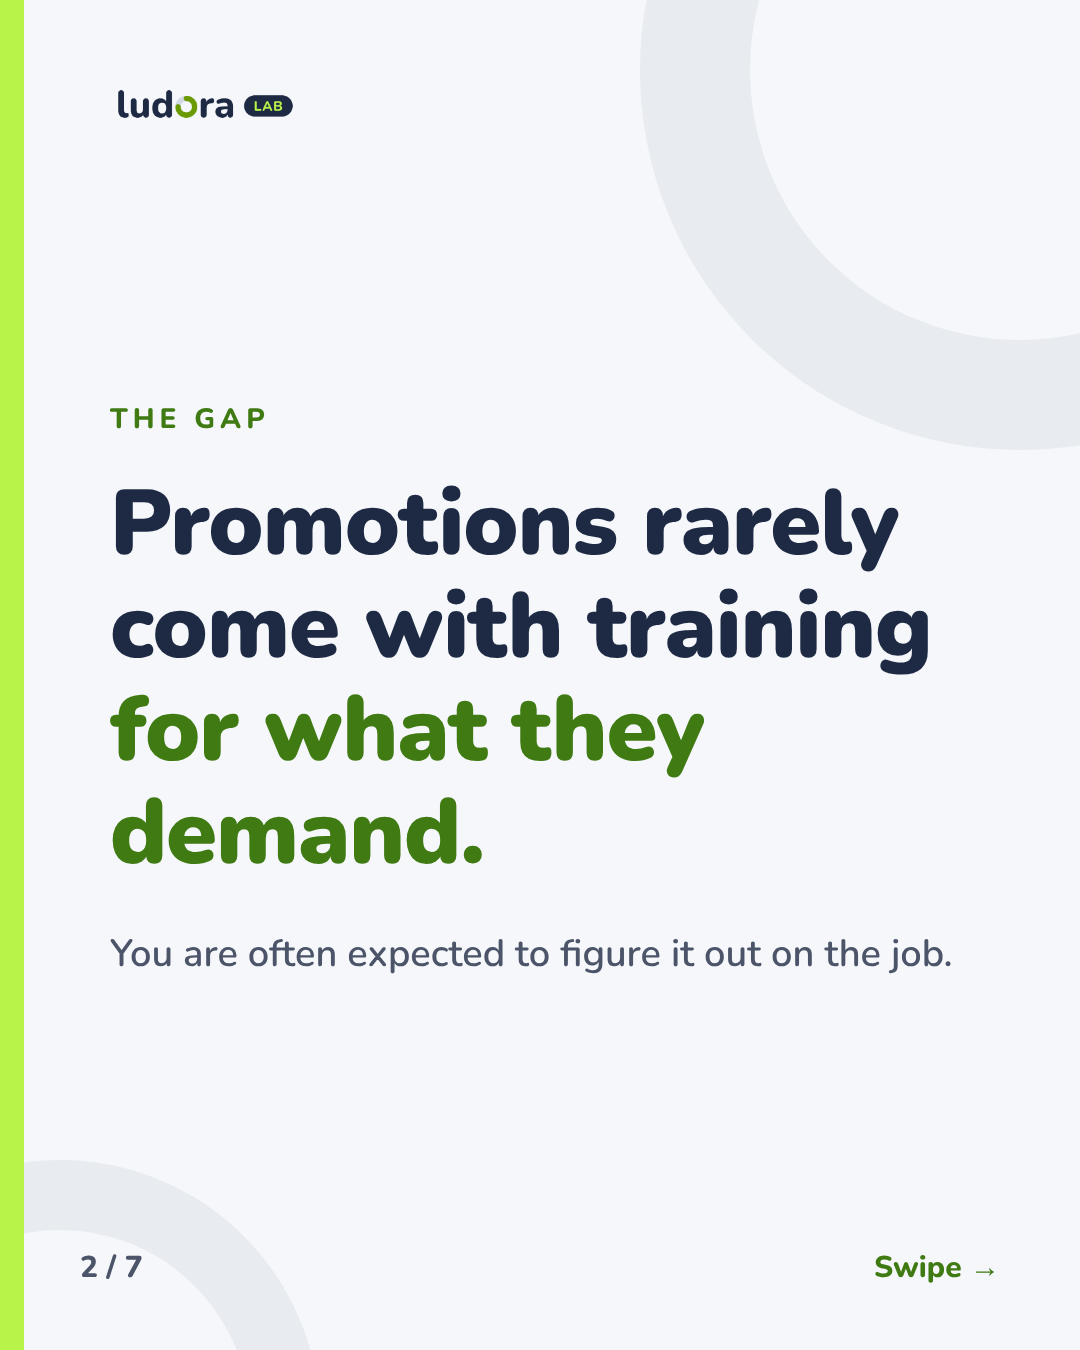 ludora LAB
THE GAP
Promotions rarely
come with training
for what they
demand.
You are often expected to figure it out on the job.
2 / 7
Swipe →